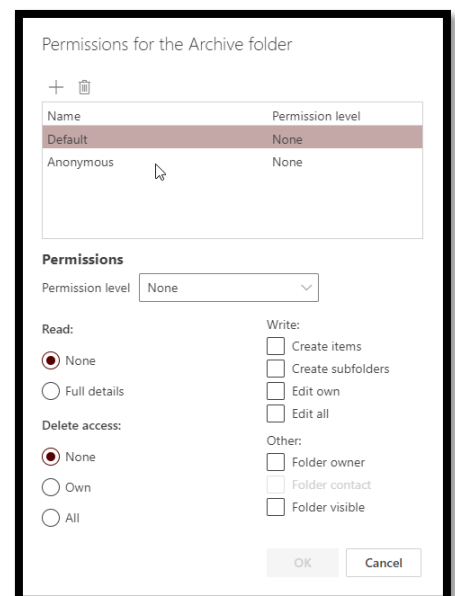 Permissions for the Archive folder
Name Permission level
Default None
Anonymous None
Permissions
Permission level None
Read:
None
Full details
Delete access:
None
Own
All
Write:
Create items
Create subfolders
Edit own
Edit all
Other:
Folder owner
Folder contact
Folder visible
OK Cancel